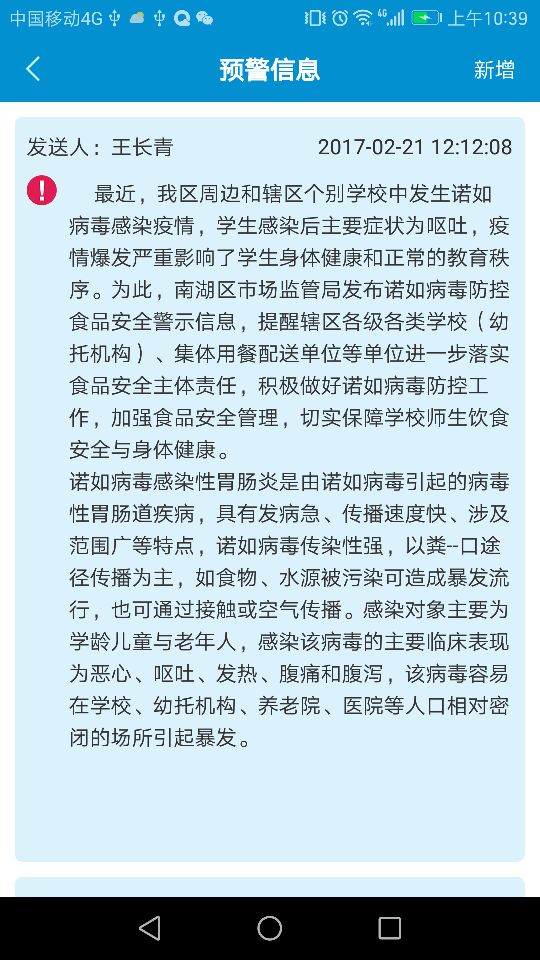 中国移动4G
4G
上午10:39
预警信息
新增
发送人：王长青
2017-02-21 12:12:08
最近，我区周边和辖区个别学校中发生诺如
病毒感染疫情，学生感染后主要症状为呕吐，疫
情爆发严重影响了学生身体健康和正常的教育秩
序。为此，南湖区市场监管局发布诺如病毒防控
食品安全警示信息，提醒辖区各级各类学校（幼
托机构）、集体用餐配送单位等单位进一步落实
食品安全主体责任，积极做好诺如病毒防控工
作，加强食品安全管理，切实保障学校师生饮食
安全与身体健康。
诺如病毒感染性胃肠炎是由诺如病毒引起的病毒
性胃肠道疾病，具有发病急、传播速度快、涉及
范围广等特点，诺如病毒传染性强，以粪--口途
径传播为主，如食物、水源被污染可造成暴发流
行，也可通过接触或空气传播。感染对象主要为
学龄儿童与老年人，感染该病毒的主要临床表现
为恶心、呕吐、发热、腹痛和腹泻，该病毒容易
在学校、幼托机构、养老院、医院等人口相对密
闭的场所引起暴发。